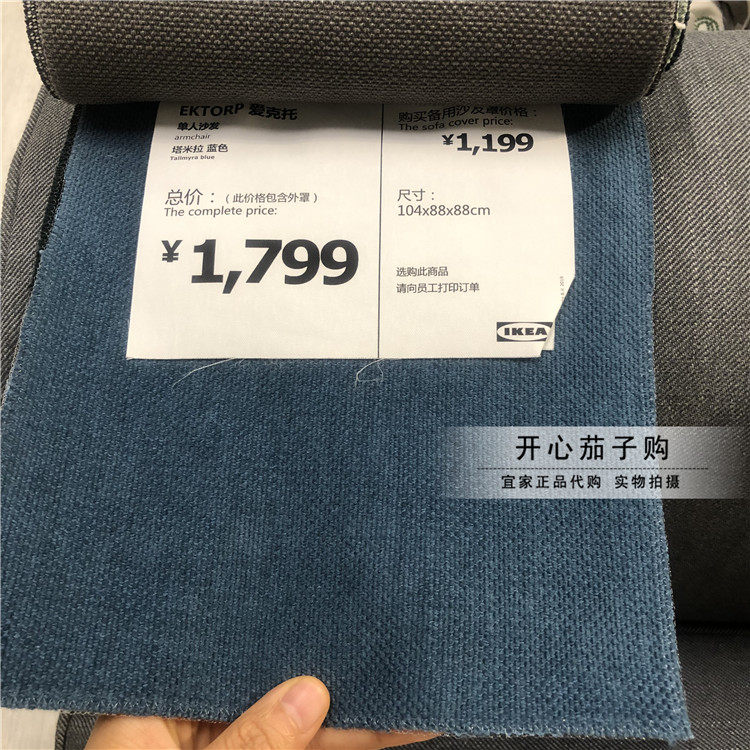 EKTORP 爱克托
单人沙发
armchair
塔米拉 蓝色
Tallmyra blue
总价：（此价格包含外罩）
The complete price:
¥1,799
购买备用沙发罩价格：
The sofa cover price:
¥1,199
尺寸：
104x88x88cm
选购此商品
请向员工打印订单
IKEA
开心茄子购
宜家正品代购 实物拍摄